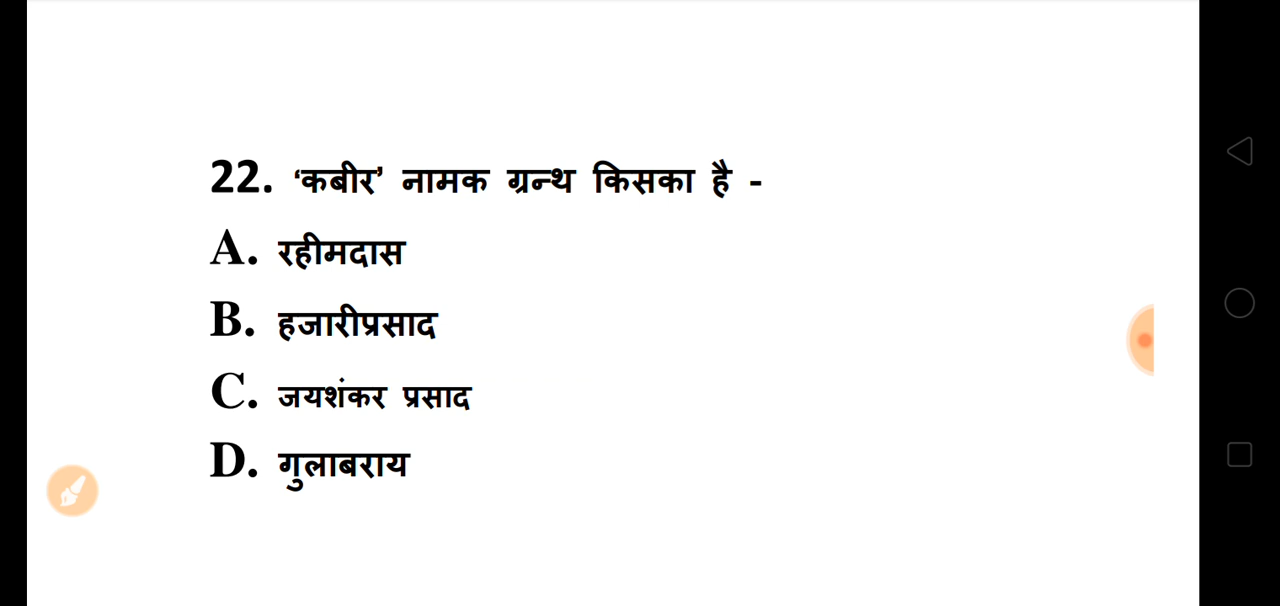 22. ‘कबीर’ नामक ग्रन्थ किसका है -
A. रहीमदास
B. हजारीप्रसाद
C. जयशंकर प्रसाद
D. गुलाबराय